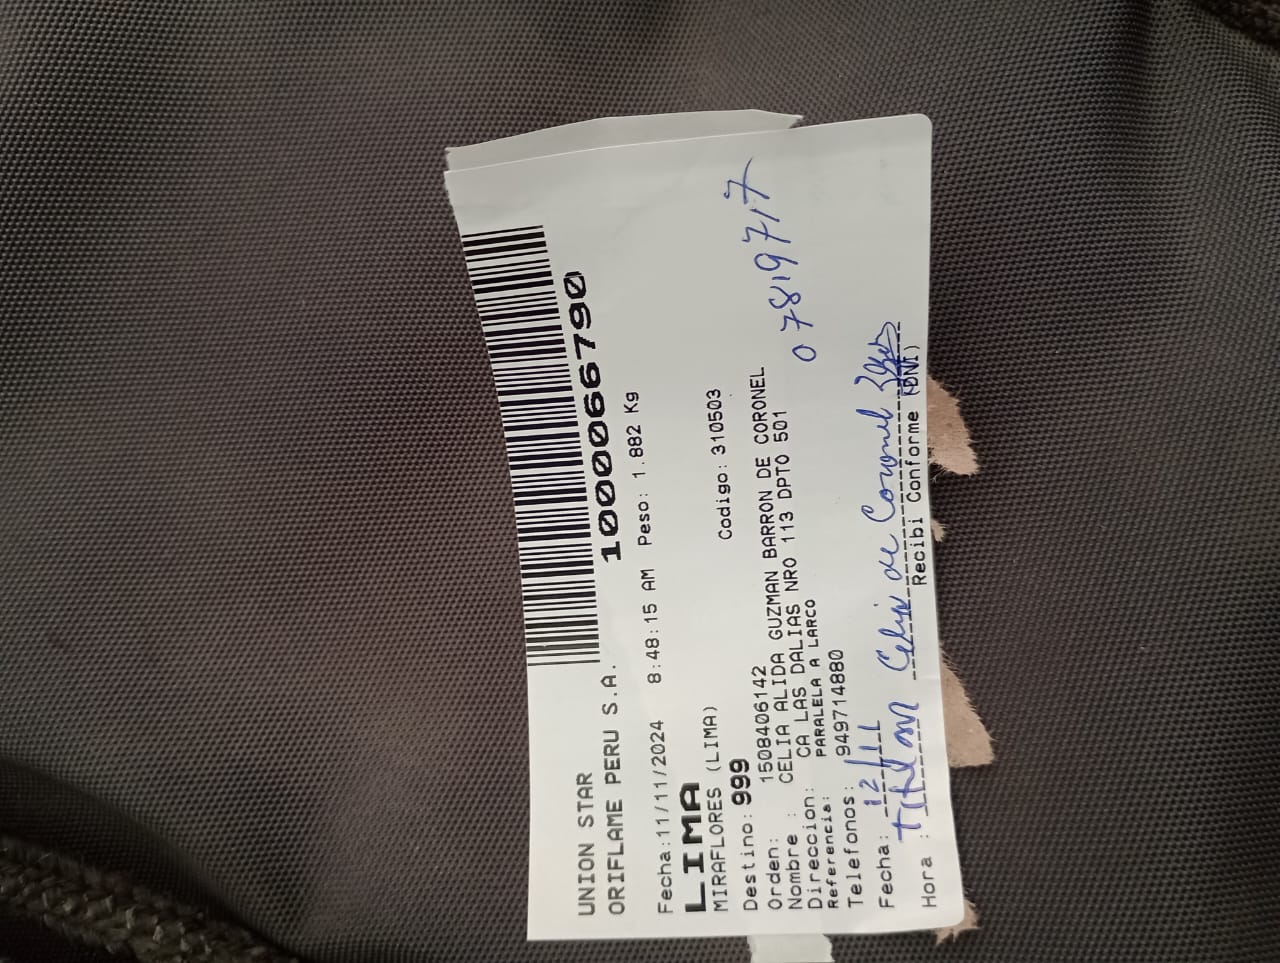 UNION STAR
ORIFLAME PERU S.A.
1000066790
Fecha:11/11/2024 8:48:15 AM Peso: 1.882 Kg
LIMA
MIRAFLORES (LIMA)
Destino: 999 Codigo: 310503
Orden: 1508406142
Nombre : CELIA ALIDA GUZMAN BARRON DE CORONEL
Direccion: CA LAS DALIAS NRO 113 DPTO 501
Referencia: PARALELA A LARCO
Telefonos: 949714880
07819717
Fecha: 12/11
Hora : Celia de Coronel
Recibi Conforme (DNI)